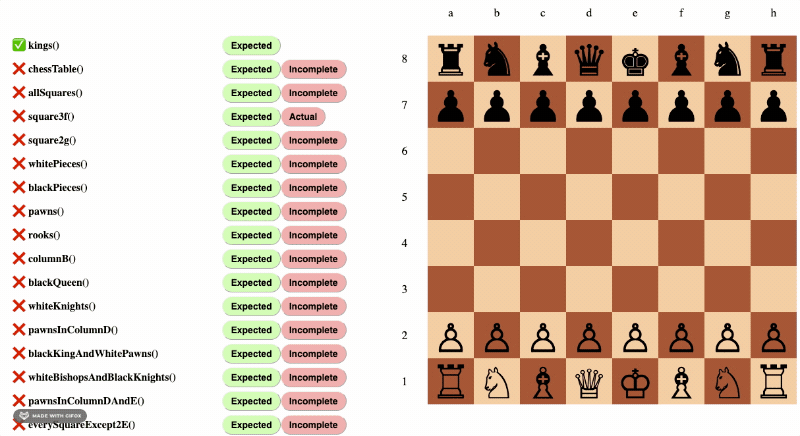 a b c d e f g h
kings() Expected
chessTable() Expected Incomplete
allSquares() Expected Incomplete
square3f() Expected Actual
square2g() Expected Incomplete
whitePieces() Expected Incomplete
blackPieces() Expected Incomplete
pawns() Expected Incomplete
rooks() Expected Incomplete
columnB() Expected Incomplete
blackQueen() Expected Incomplete
whiteKnights() Expected Incomplete
pawnsInColumnD() Expected Incomplete
blackKingAndWhitePawns() Expected Incomplete
whiteBishopsAndBlackKnights() Expected Incomplete
pawnsInColumnDAndE() Expected Incomplete
MADE WITH GIFOX
everySquareExcept2E() Expected Incomplete
8
7
6
5
4
3
2
1